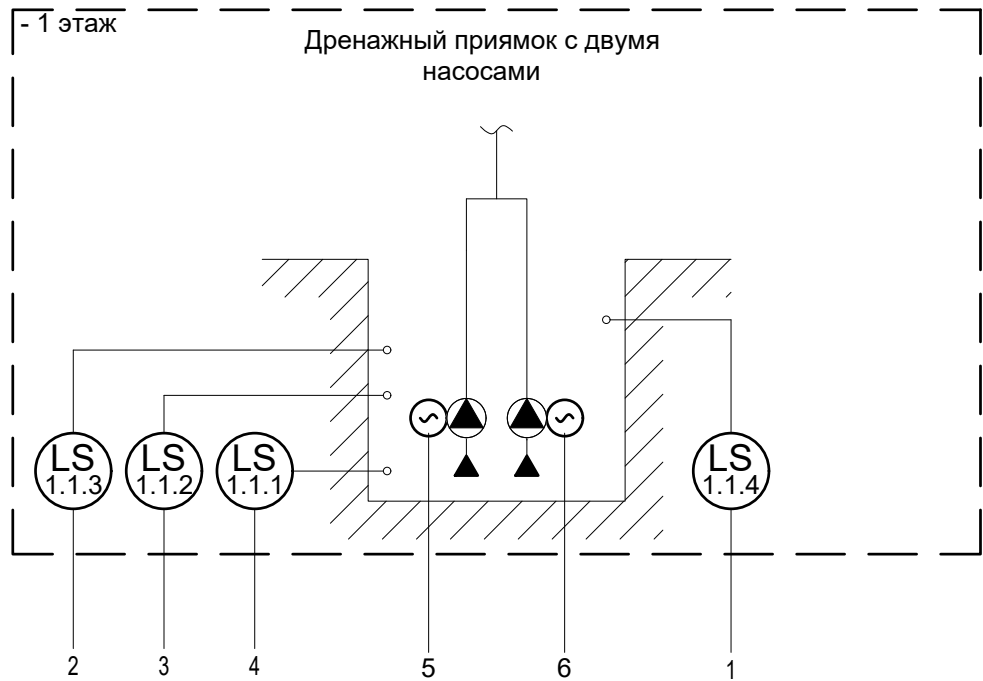 - 1 этаж
Дренажный приямок с двумя
насосами
LS
1.1.3
LS
1.1.2
LS
1.1.1
LS
1.1.4
2
3
4
5
6
1